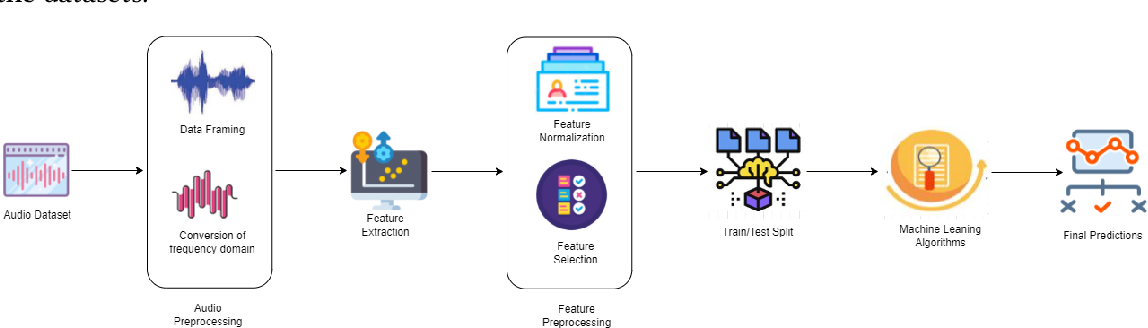 the datasets.
Data Framing
Feature
Normalization
Audio Dataset
Conversion of
frequency domain
Feature
Extraction
Feature
Selection
Train/Test Split
Machine Leaning
Algorithms
Final Predictions
Audio
Preprocessing
Feature
Preprocessing